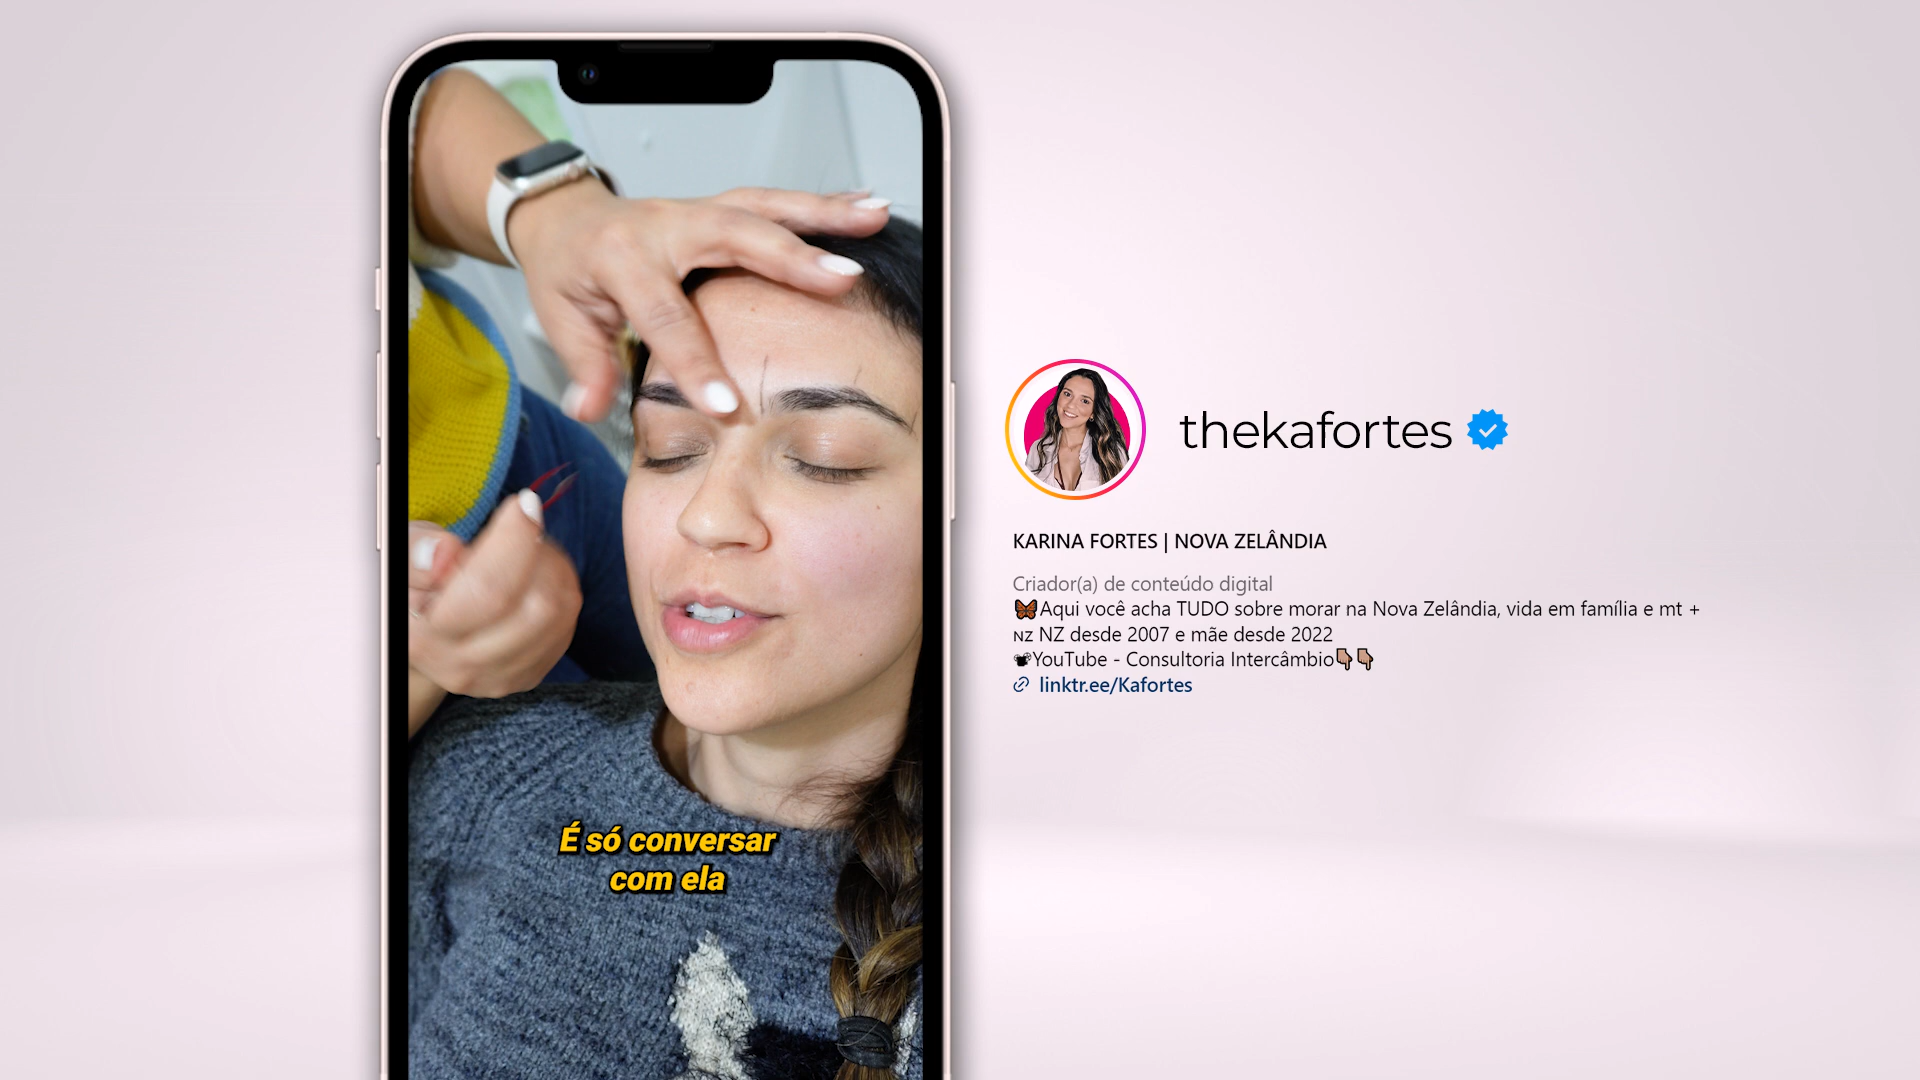 É só conversar
com ela
thekafortes
KARINA FORTES | NOVA ZELÂNDIA
Criador(a) de conteúdo digital
🦋Aqui você acha TUDO sobre morar na Nova Zelândia, vida em família e mt +
NZ NZ desde 2007 e mãe desde 2022
📽YouTube - Consultoria Intercâmbio👇🏽👇🏽
linktr.ee/Kafortes